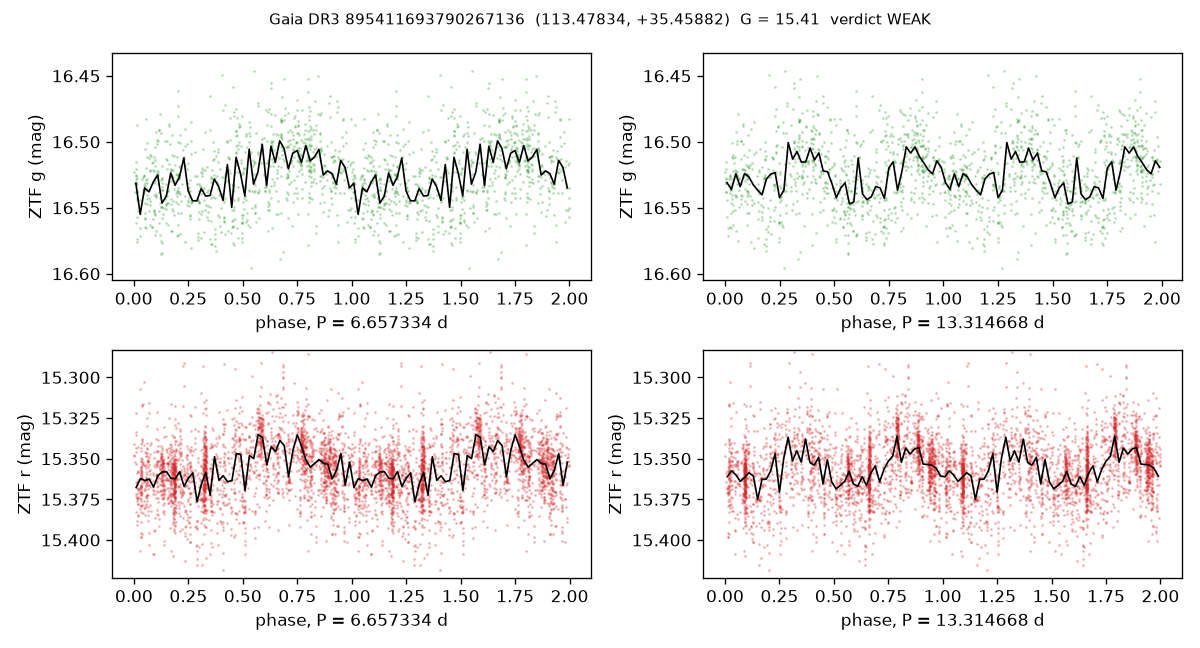 Gaia DR3 895411693790267136 (113.47834, +35.45882) G = 15.41 verdict WEAK
ZTF g (mag)
16.45
16.50
16.55
16.60
0.00 0.25 0.50 0.75 1.00 1.25 1.50 1.75 2.00
phase, P = 6.657334 d
ZTF g (mag)
16.45
16.50
16.55
16.60
0.00 0.25 0.50 0.75 1.00 1.25 1.50 1.75 2.00
phase, P = 13.314668 d
ZTF r (mag)
15.300
15.325
15.350
15.375
15.400
0.00 0.25 0.50 0.75 1.00 1.25 1.50 1.75 2.00
phase, P = 6.657334 d
ZTF r (mag)
15.300
15.325
15.350
15.375
15.400
0.00 0.25 0.50 0.75 1.00 1.25 1.50 1.75 2.00
phase, P = 13.314668 d